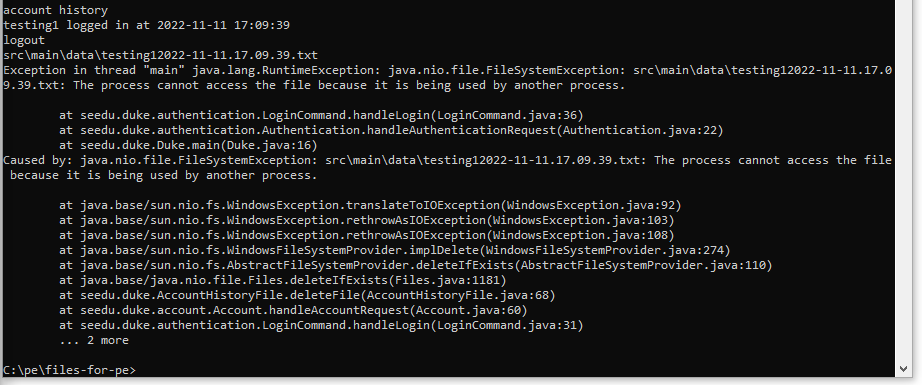 account history
testing1 logged in at 2022-11-11 17:09:39
logout
src\main\data\testing12022-11-11.17.09.39.txt
Exception in thread "main" java.lang.RuntimeException: java.nio.file.FileSystemException: src\main\data\testing12022-11-11.17.0
9.39.txt: The process cannot access the file because it is being used by another process.
at seedu.duke.authentication.LoginCommand.handleLogin(LoginCommand.java:36)
at seedu.duke.authentication.Authentication.handleAuthenticationRequest(Authentication.java:22)
at seedu.duke.Duke.main(Duke.java:16)
Caused by: java.nio.file.FileSystemException: src\main\data\testing12022-11-11.17.09.39.txt: The process cannot access the file
because it is being used by another process.
at java.base/sun.nio.fs.WindowsException.translateToIOException(WindowsException.java:92)
at java.base/sun.nio.fs.WindowsException.rethrowAsIOException(WindowsException.java:103)
at java.base/sun.nio.fs.WindowsException.rethrowAsIOException(WindowsException.java:108)
at java.base/sun.nio.fs.WindowsFileSystemProvider.implDelete(WindowsFileSystemProvider.java:274)
at java.base/sun.nio.fs.AbstractFileSystemProvider.deleteIfExists(AbstractFileSystemProvider.java:110)
at java.base/java.nio.file.Files.deleteIfExists(Files.java:1181)
at seedu.duke.AccountHistoryFile.deleteFile(AccountHistoryFile.java:68)
at seedu.duke.account.Account.handleAccountRequest(Account.java:60)
at seedu.duke.authentication.LoginCommand.handleLogin(LoginCommand.java:31)
... 2 more
C:\pe\files-for-pe>